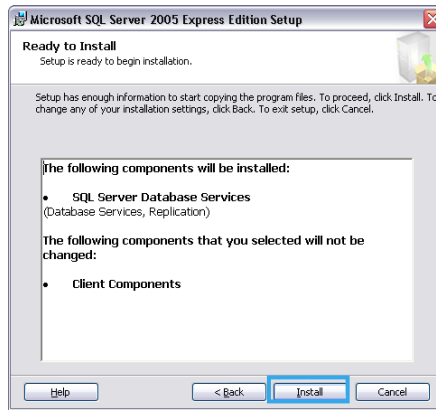 Microsoft SQL Server 2005 Express Edition Setup
Ready to Install
Setup is ready to begin installation.
Setup has enough information to start copying the program files. To proceed, click Install. To
change any of your installation settings, click Back. To exit setup, click Cancel.
The following components will be installed:
• SQL Server Database Services
(Database Services, Replication)
The following components that you selected will not be
changed:
• Client Components
Help
< Back
Install
Cancel